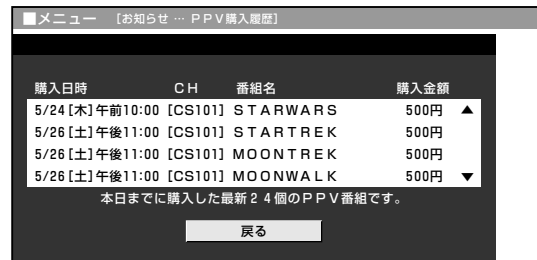 ■メニュー [お知らせ … ＰＰＶ購入履歴]
購入日時 ＣＨ 番組名 購入金額
5/24[木]午前10:00 [CS101] ＳＴＡＲＷＡＲＳ 500円 ▲
5/26[土]午後11:00 [CS101] ＳＴＡＲＴＲＥＫ 500円
5/26[土]午後11:00 [CS101] ＭＯＯＮＴＲＥＫ 500円
5/26[土]午後11:00 [CS101] ＭＯＯＮＷＡＬＫ 500円 ▼
本日までに購入した最新２４個のＰＰＶ番組です。
戻る